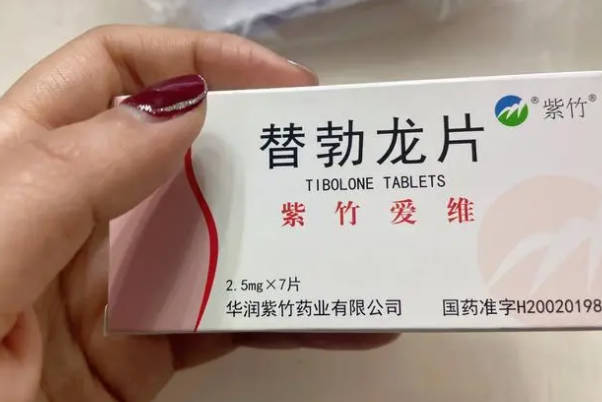 ®紫竹®
替勃龙片
TIBOLONE TABLETS
紫竹爱维
2.5mg×7片
华润紫竹药业有限公司 国药准字H20020198